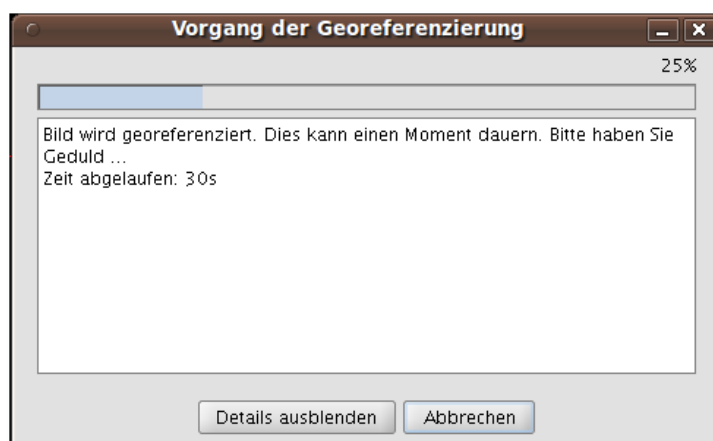 Vorgang der Georeferenzierung
25%
Bild wird georeferenziert. Dies kann einen Moment dauern. Bitte haben Sie
Geduld ...
Zeit abgelaufen: 30s
Details ausblenden
Abbrechen